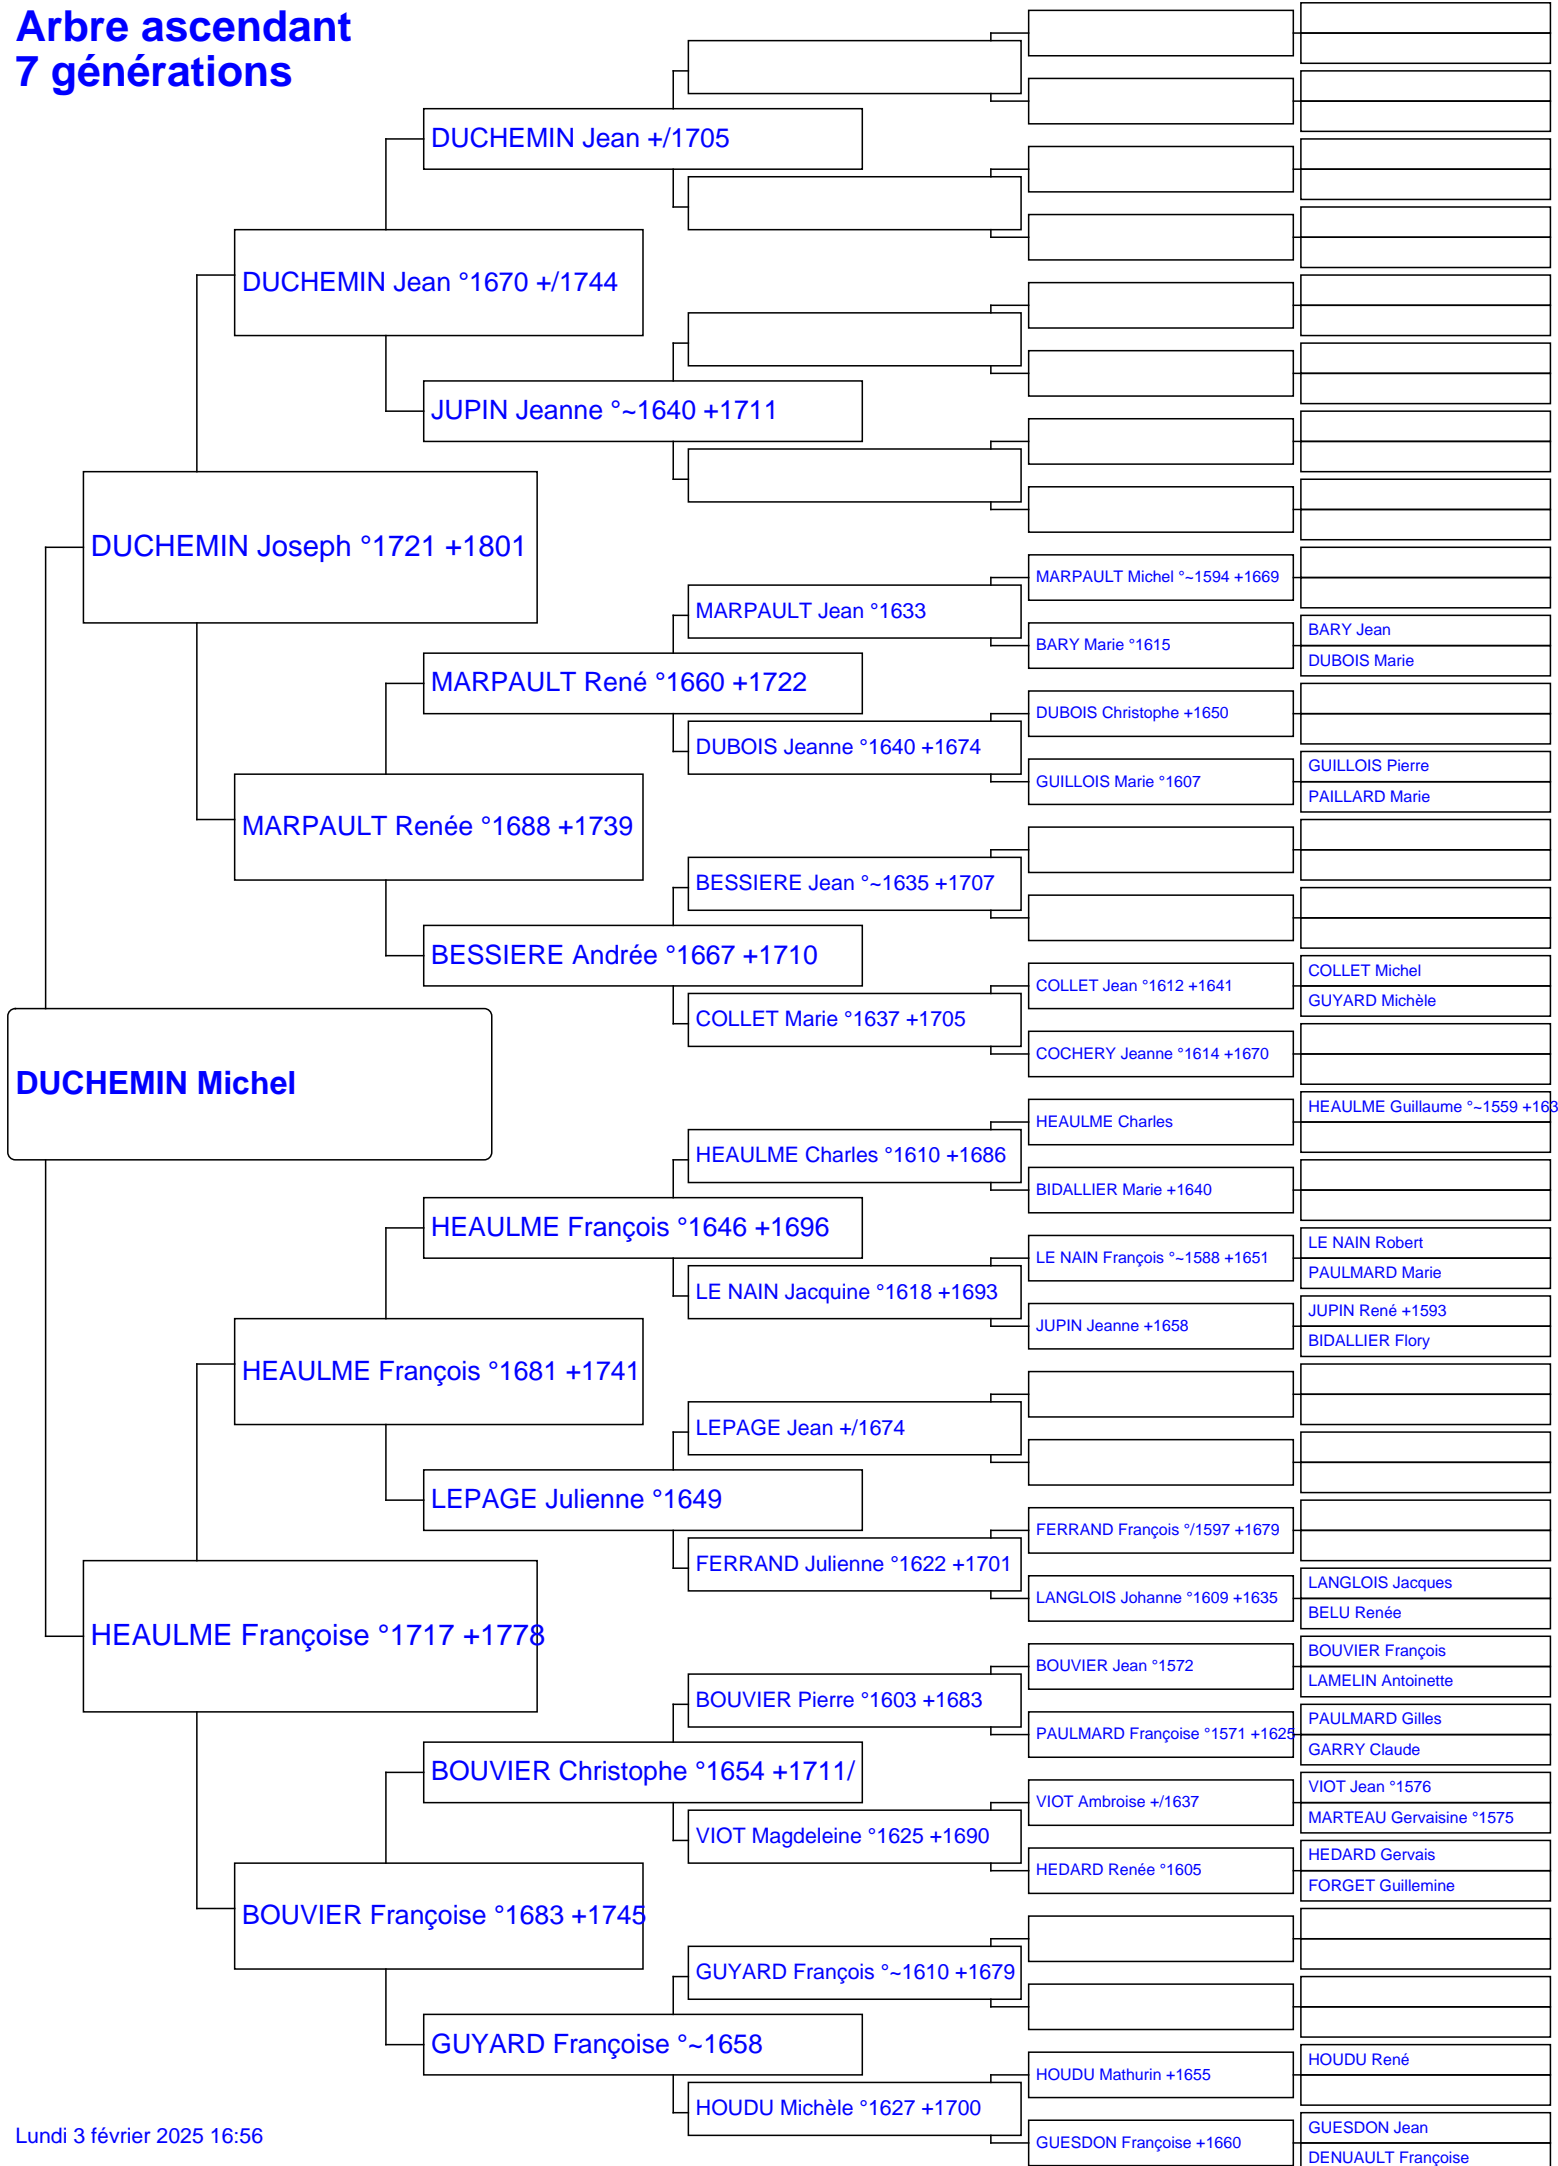 Arbre ascendant
7 générations
DUCHEMIN Jean +/1705
DUCHEMIN Jean °1670 +/1744
JUPIN Jeanne °~1640 +1711
DUCHEMIN Joseph °1721 +1801
MARPAULT Michel °~1594 +1669
MARPAULT Jean °1633
BARY Marie °1615
BARY Jean
DUBOIS Marie
MARPAULT René °1660 +1722
DUBOIS Christophe +1650
DUBOIS Jeanne °1640 +1674
GUILLOIS Marie °1607
GUILLOIS Pierre
PAILLARD Marie
MARPAULT Renée °1688 +1739
BESSIERE Jean °~1635 +1707
BESSIERE Andrée °1667 +1710
COLLET Jean °1612 +1641
COLLET Michel
GUYARD Michèle
COLLET Marie °1637 +1705
COCHERY Jeanne °1614 +1670
DUCHEMIN Michel
HEAULME Charles
HEAULME Guillaume °~1559 +163
HEAULME Charles °1610 +1686
BIDALLIER Marie +1640
HEAULME François °1646 +1696
LE NAIN François °~1588 +1651
LE NAIN Robert
PAULMARD Marie
LE NAIN Jacquine °1618 +1693
JUPIN Jeanne +1658
JUPIN René +1593
BIDALLIER Flory
HEAULME François °1681 +1741
LEPAGE Jean +/1674
LEPAGE Julienne °1649
FERRAND François °/1597 +1679
FERRAND Julienne °1622 +1701
LANGLOIS Johanne °1609 +1635
LANGLOIS Jacques
BELU Renée
HEAULME Françoise °1717 +1778
BOUVIER Jean °1572
BOUVIER François
LAMELIN Antoinette
BOUVIER Pierre °1603 +1683
PAULMARD Françoise °1571 +1625
PAULMARD Gilles
GARRY Claude
BOUVIER Christophe °1654 +1711/
VIOT Ambroise +/1637
VIOT Jean °1576
MARTEAU Gervaisine °1575
VIOT Magdeleine °1625 +1690
HEDARD Renée °1605
HEDARD Gervais
FORGET Guillemine
BOUVIER Françoise °1683 +1745
GUYARD François °~1610 +1679
GUYARD Françoise °~1658
HOUDU Mathurin +1655
HOUDU René
HOUDU Michèle °1627 +1700
GUESDON Françoise +1660
GUESDON Jean
DENUAULT Françoise
Lundi 3 février 2025 16:56